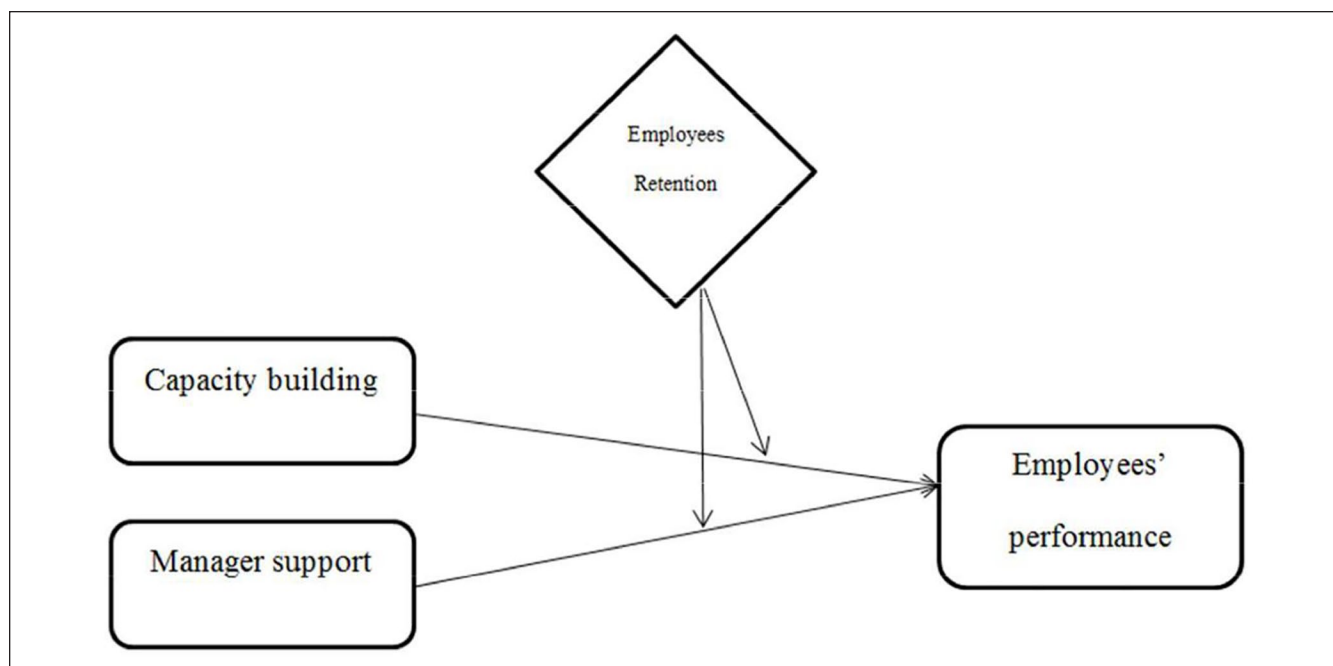 Employees
Retention
Capacity building
Manager support
Employees’
performance